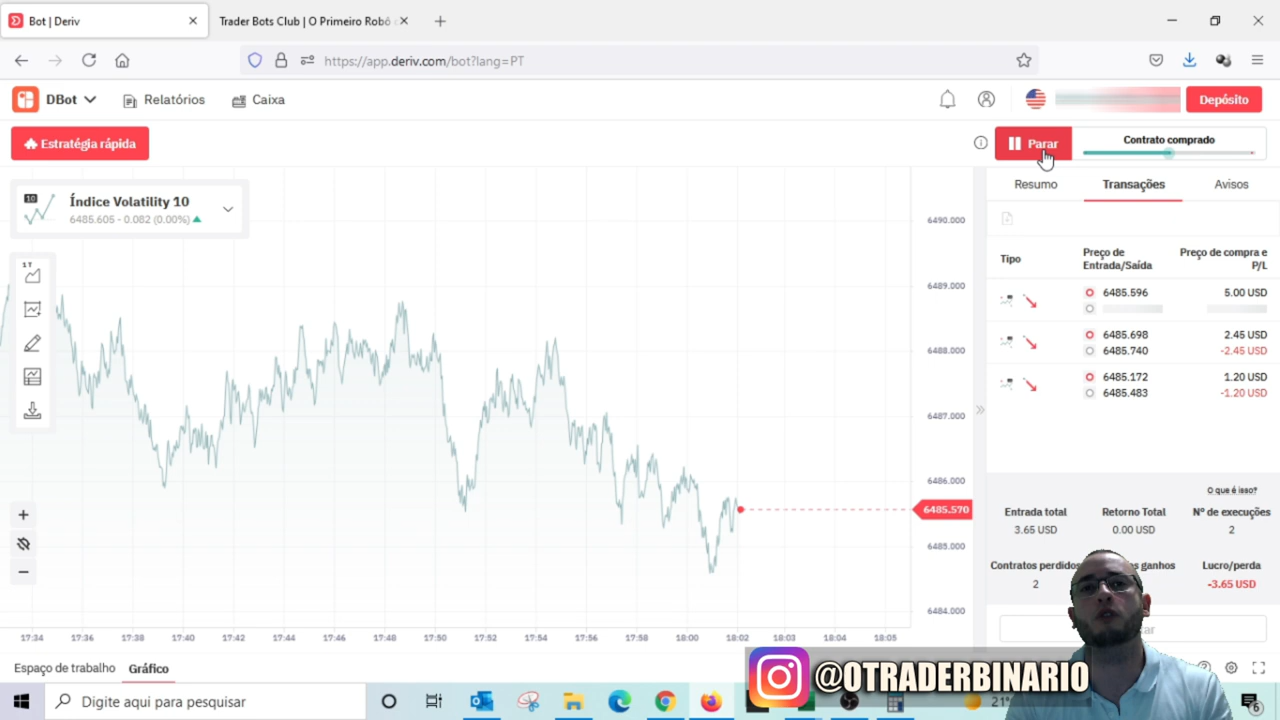 Bot | Deriv
Trader Bots Club | O Primeiro Robô
https://app.deriv.com/bot?lang=PT
DBot
Relatórios
Caixa
Depósito
Estratégia rápida
Parar
Contrato comprado
10
Índice Volatility 10
6485.605 - 0.082 (0.00%)
Resumo
Transações
Avisos
Tipo
Preço de
Entrada/Saída
Preço de compra e
P/L
6485.596
5.00 USD
6485.698
2.45 USD
6485.740
-2.45 USD
6485.172
1.20 USD
6485.483
-1.20 USD
1T
6490.000
6489.000
6488.000
6487.000
6486.000
6485.570
6485.000
6484.000
17:34
17:36
17:38
17:40
17:42
17:44
17:46
17:48
17:50
17:52
17:54
17:56
17:58
18:00
18:02
18:03
18:04
18:05
O que é isso?
Entrada total
Retorno Total
Nº de execuções
3.65 USD
0.00 USD
2
Contratos perdidos
ganhos
Lucro/perda
2
-3.65 USD
Espaço de trabalho
Gráfico
@OTRADERBINARIO
Digite aqui para pesquisar
21°
6